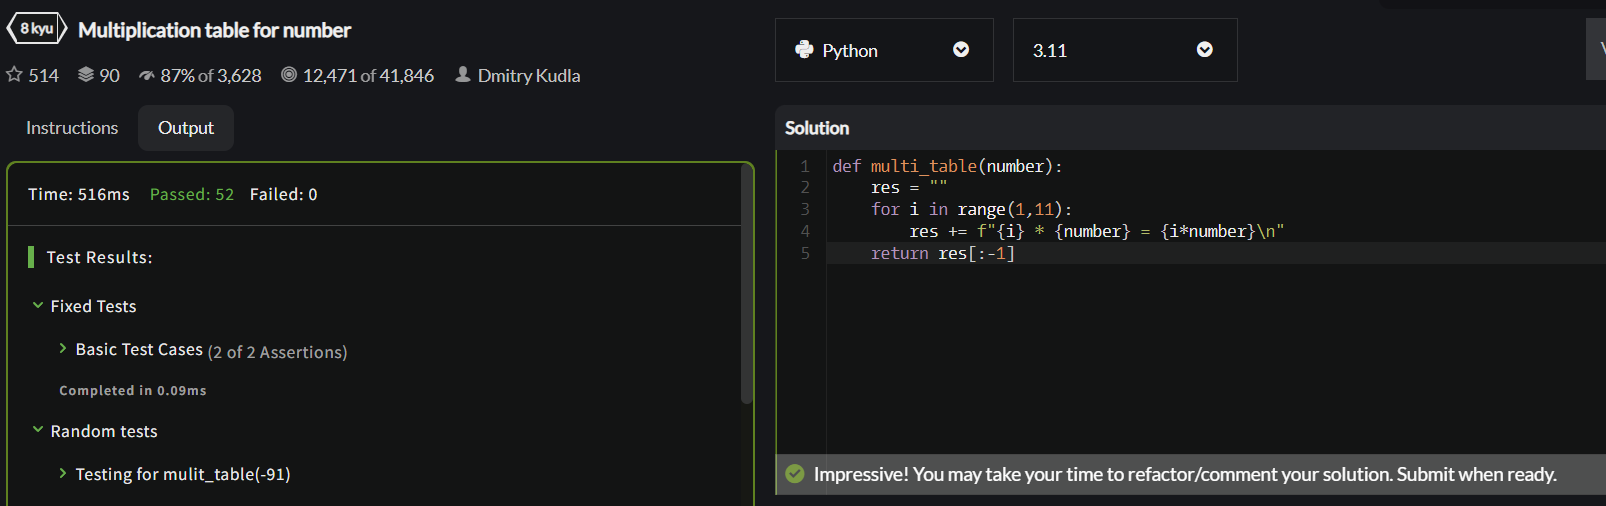 8 kyu Multiplication table for number
514 90 87% of 3,628 12,471 of 41,846 Dmitry Kudla
Instructions Output
Time: 516ms Passed: 52 Failed: 0
Test Results:
Fixed Tests
Basic Test Cases (2 of 2 Assertions)
Completed in 0.09ms
Random tests
Testing for mulit_table(-91)
Python 3.11
Solution
1 def multi_table(number):
2 res = ""
3 for i in range(1,11):
4 res += f"{i} * {number} = {i*number}\n"
5 return res[:-1]
Impressive! You may take your time to refactor/comment your solution. Submit when ready.